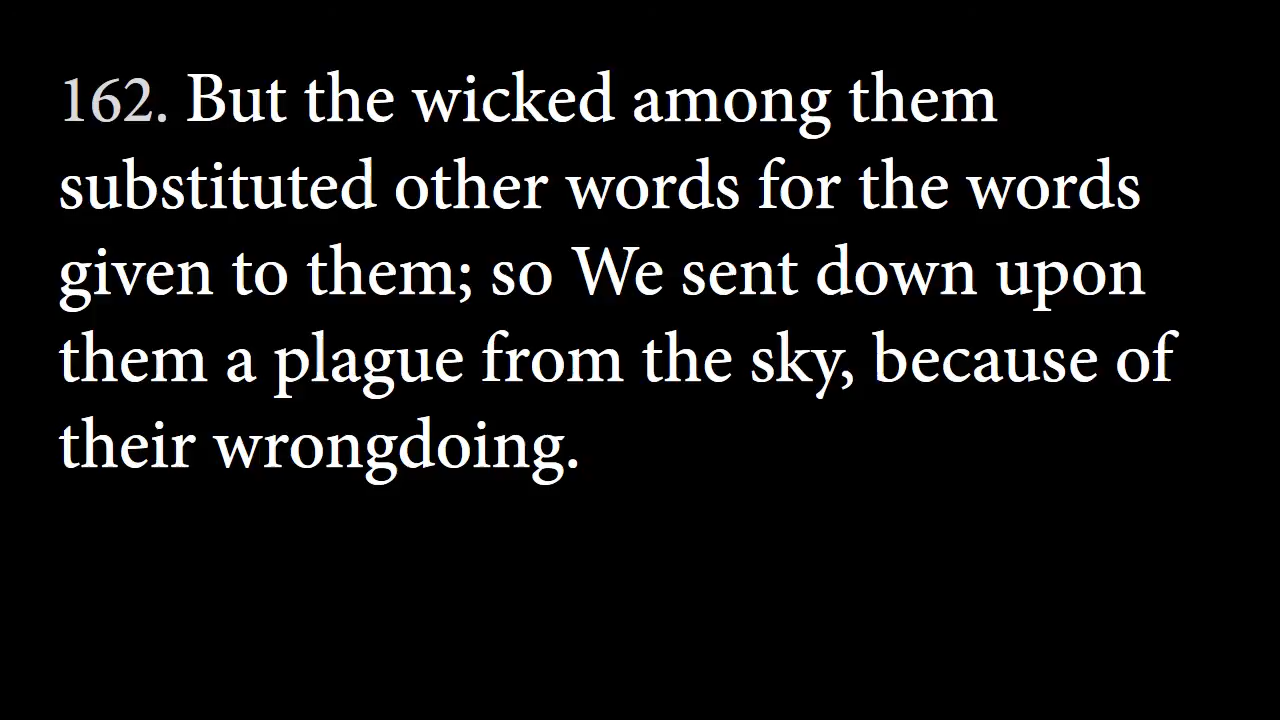 162. But the wicked among them
substituted other words for the words
given to them; so We sent down upon
them a plague from the sky, because of
their wrongdoing.